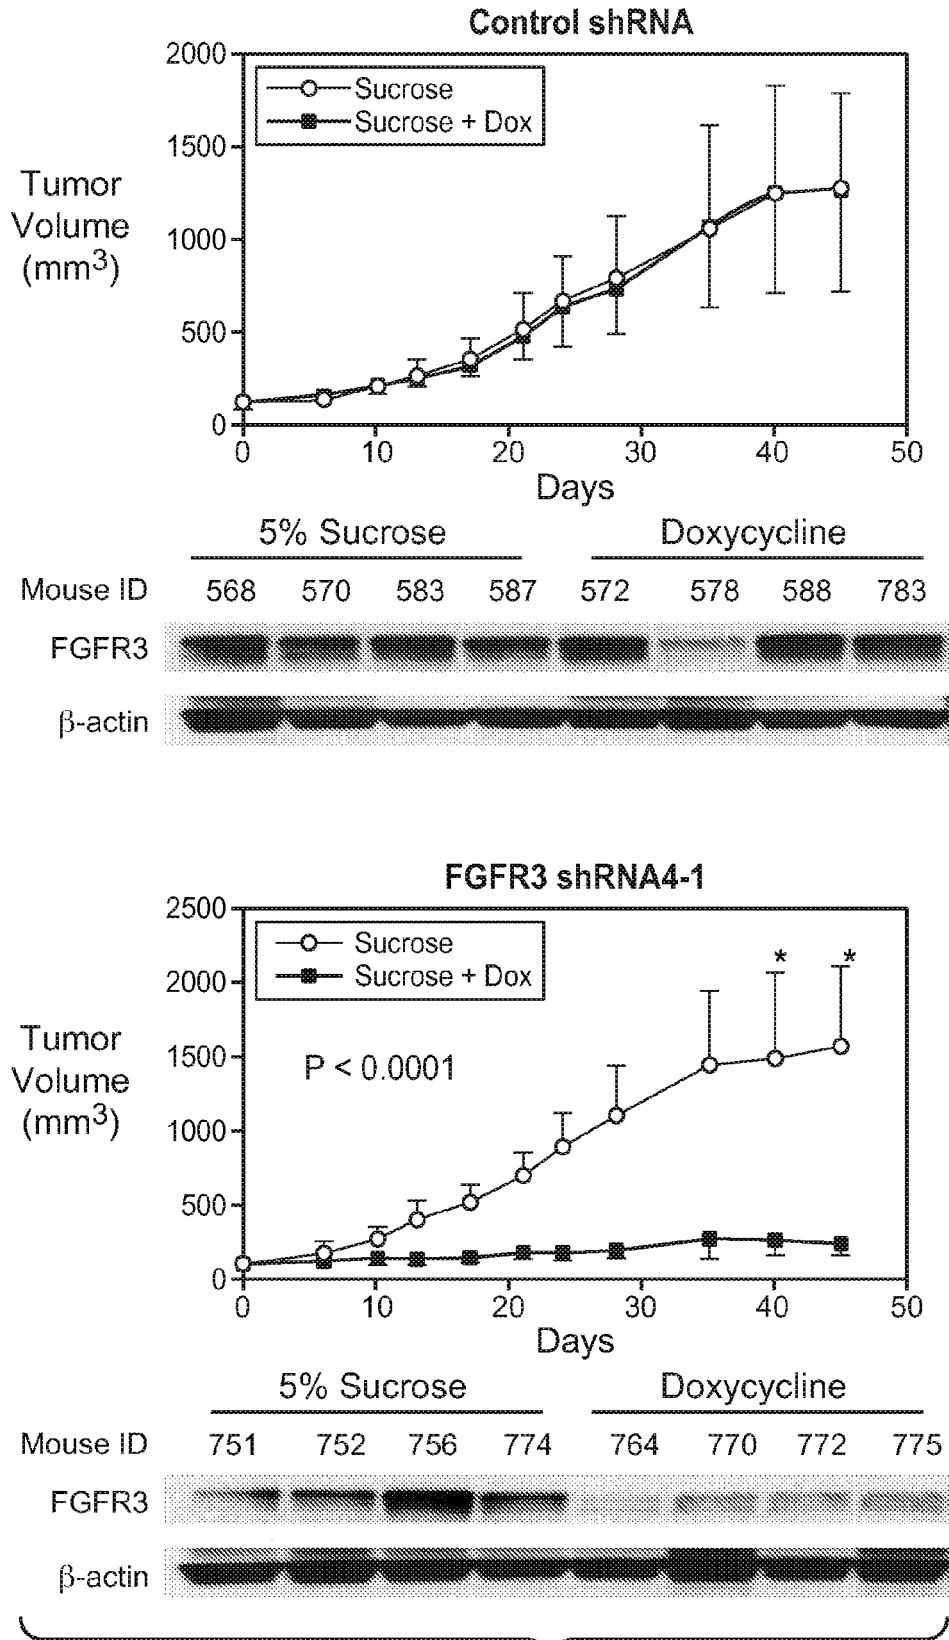 Control shRNA
2000
1500
1000
500
0
Tumor
Volume
(mm3)
Sucrose
Sucrose + Dox
0 10 20 30 40 50
Days
5% Sucrose Doxycycline
Mouse ID 568 570 583 587 572 578 588 783
FGFR3
β-actin
FGFR3 shRNA4-1
2500
2000
1500
1000
500
0
Tumor
Volume
(mm3)
Sucrose
Sucrose + Dox
* *
P < 0.0001
0 10 20 30 40 50
Days
5% Sucrose Doxycycline
Mouse ID 751 752 756 774 764 770 772 775
FGFR3
β-actin